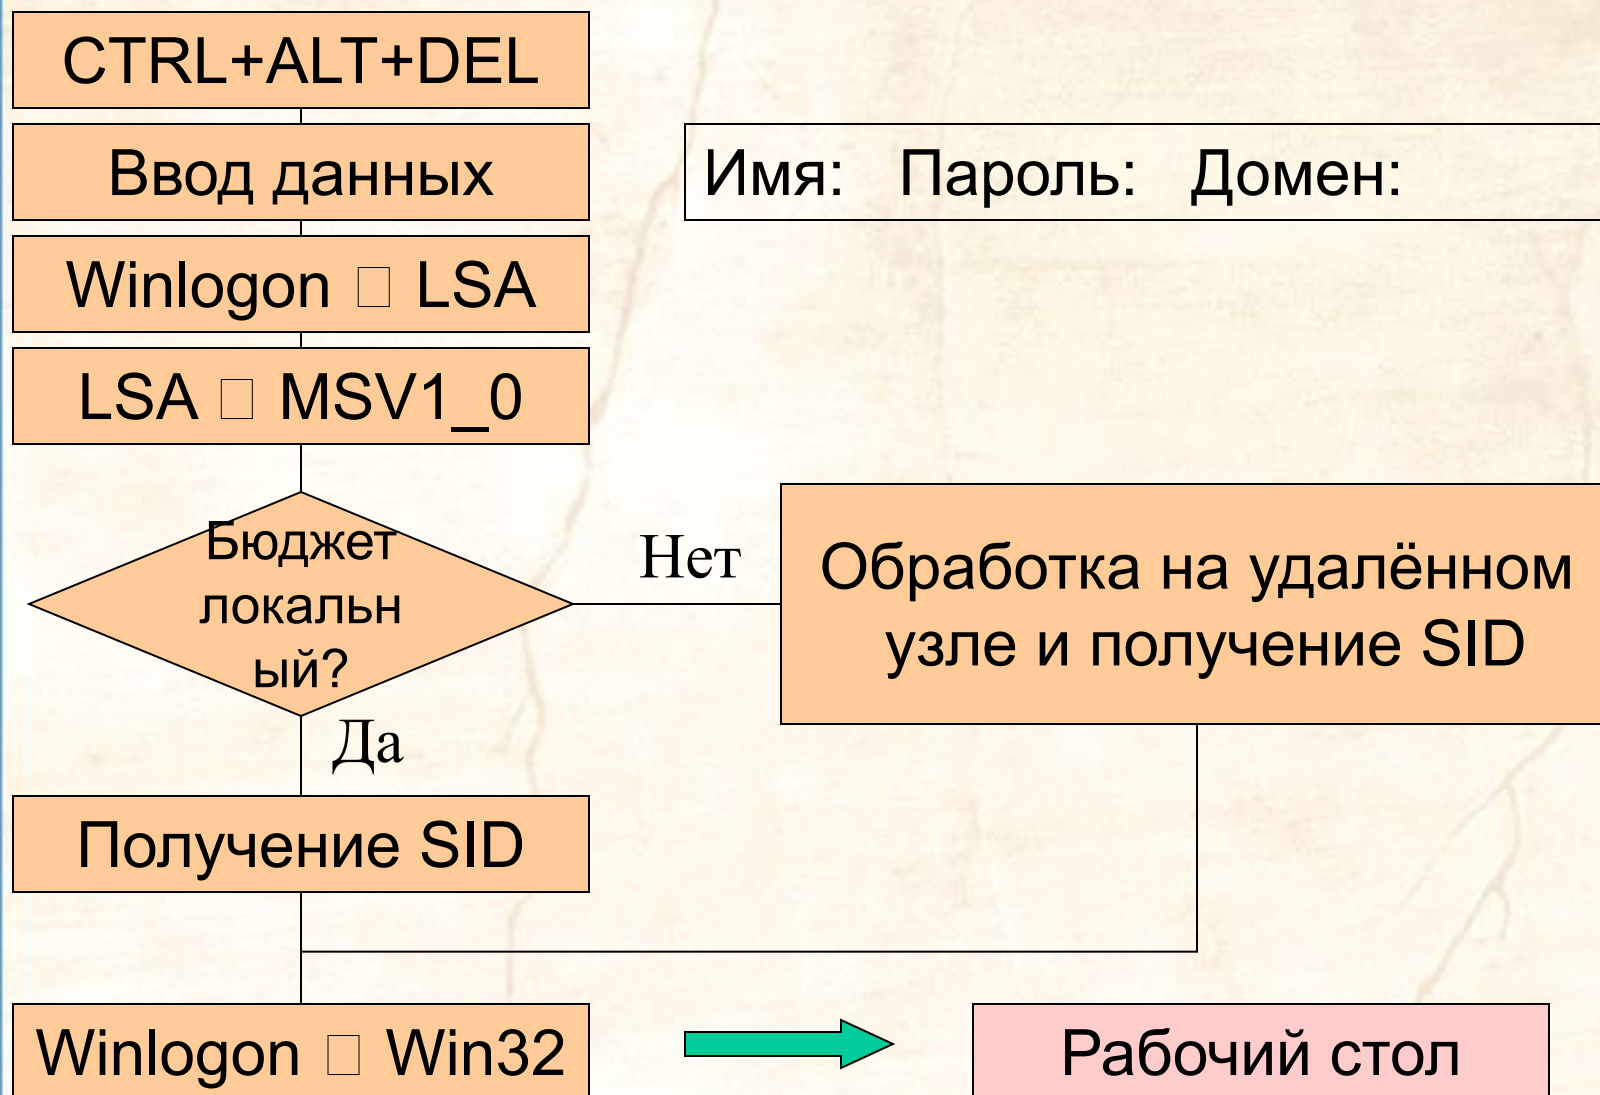 CTRL+ALT+DEL
Ввод данных
Имя: Пароль: Домен:
Winlogon □ LSA
LSA □ MSV1_0
Бюджет
локальн
ый?
Нет
Обработка на удалённом
узле и получение SID
Да
Получение SID
Winlogon □ Win32
Рабочий стол